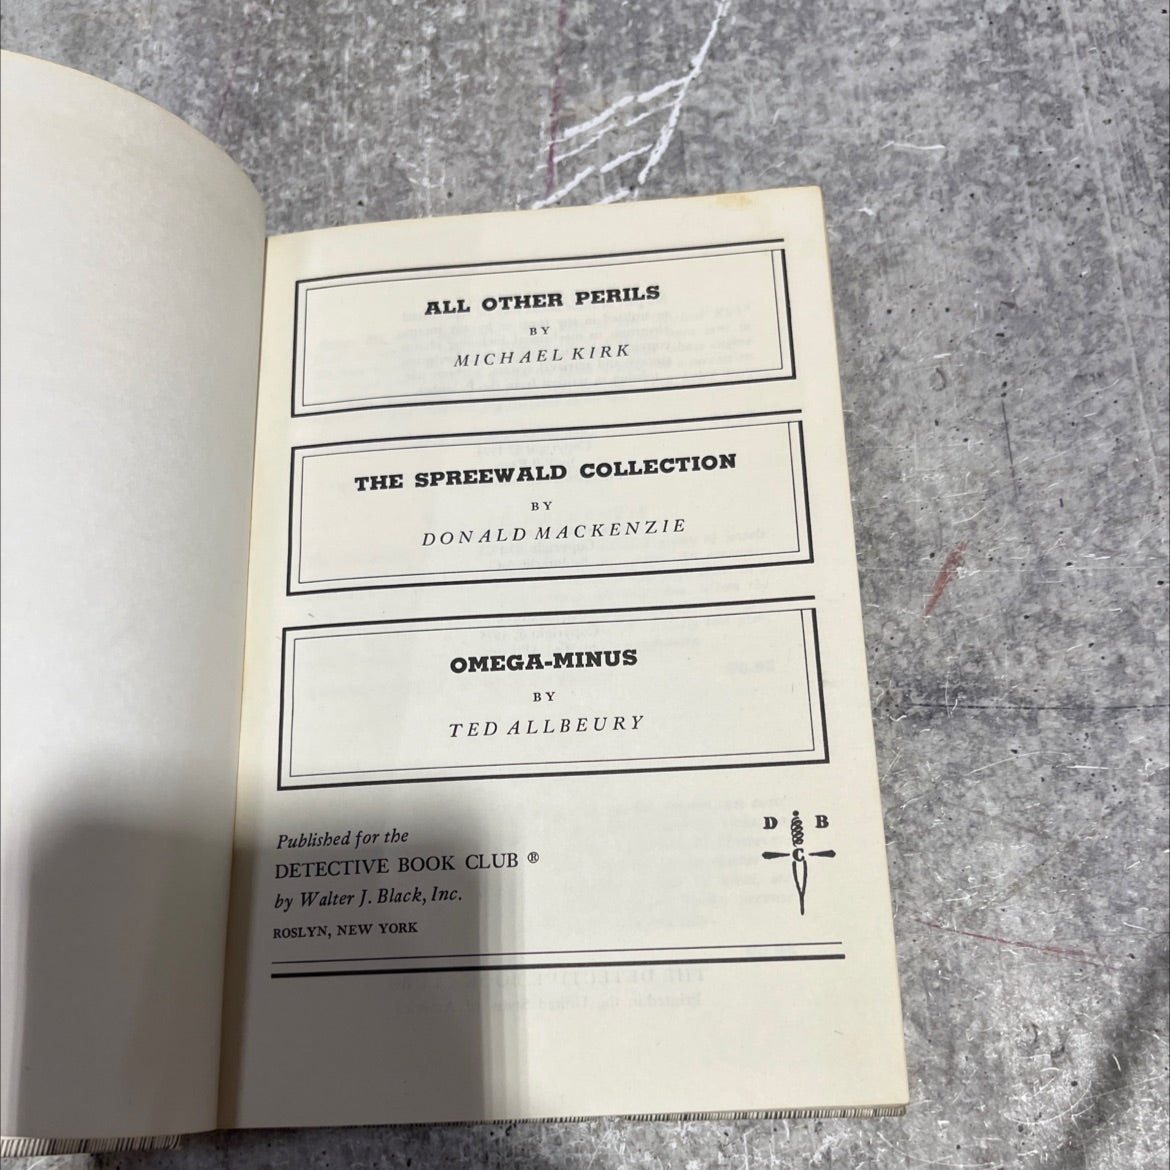 ALL OTHER PERILS
BY
MICHAEL KIRK
THE SPREEWALD COLLECTION
BY
DONALD MACKENZIE
OMEGA-MINUS
BY
TED ALLBEURY
Published for the
DETECTIVE BOOK CLUB ®
by Walter J. Black, Inc.
ROSLYN, NEW YORK
D B
C